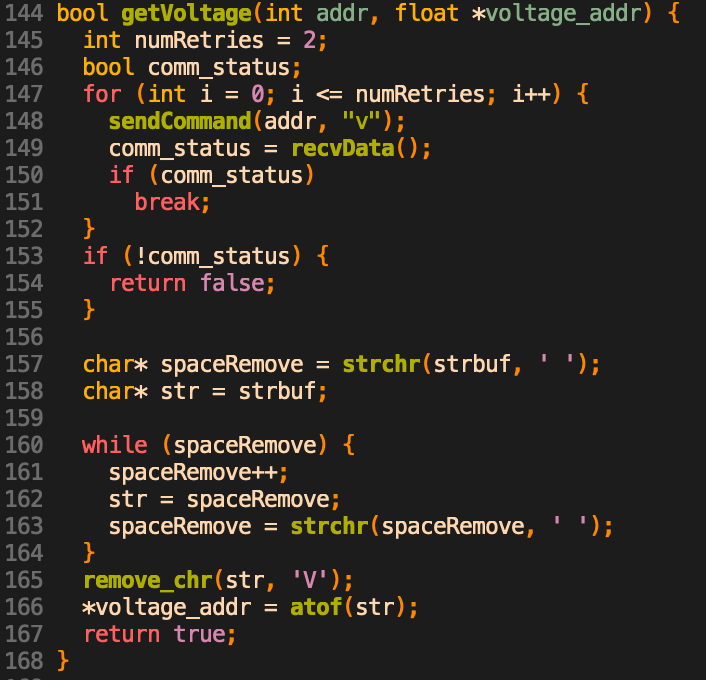 144 bool getVoltage(int addr, float *voltage_addr) {
145   int numRetries = 2;
146   bool comm_status;
147   for (int i = 0; i <= numRetries; i++) {
148     sendCommand(addr, "v");
149     comm_status = recvData();
150     if (comm_status)
151       break;
152   }
153   if (!comm_status) {
154     return false;
155   }
156
157   char* spaceRemove = strchr(strbuf, ' ');
158   char* str = strbuf;
159
160   while (spaceRemove) {
161     spaceRemove++;
162     str = spaceRemove;
163     spaceRemove = strchr(spaceRemove, ' ');
164   }
165   remove_chr(str, 'V');
166   *voltage_addr = atof(str);
167   return true;
168 }